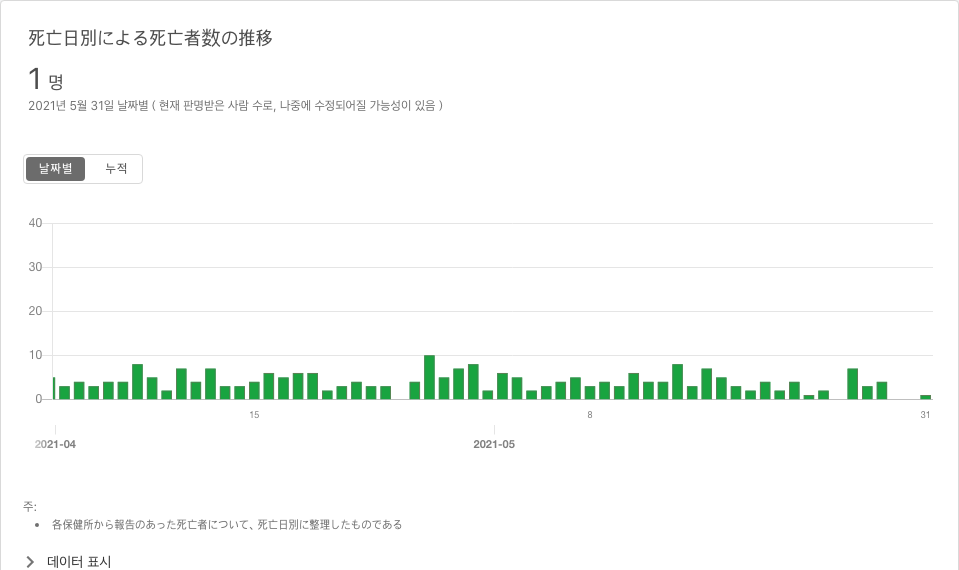 死亡日別による死亡者数の推移
1 명
2021년 5월 31일 날짜별 ( 현재 판명받은 사람 수로, 나중에 수정되어질 가능성이 있음 )
날짜별 누적
40
30
20
10
0
15 8 31
2021-04 2021-05
주:
• 各保健所から報告のあった死亡者について、死亡日別に整理したものである
데이터 표시